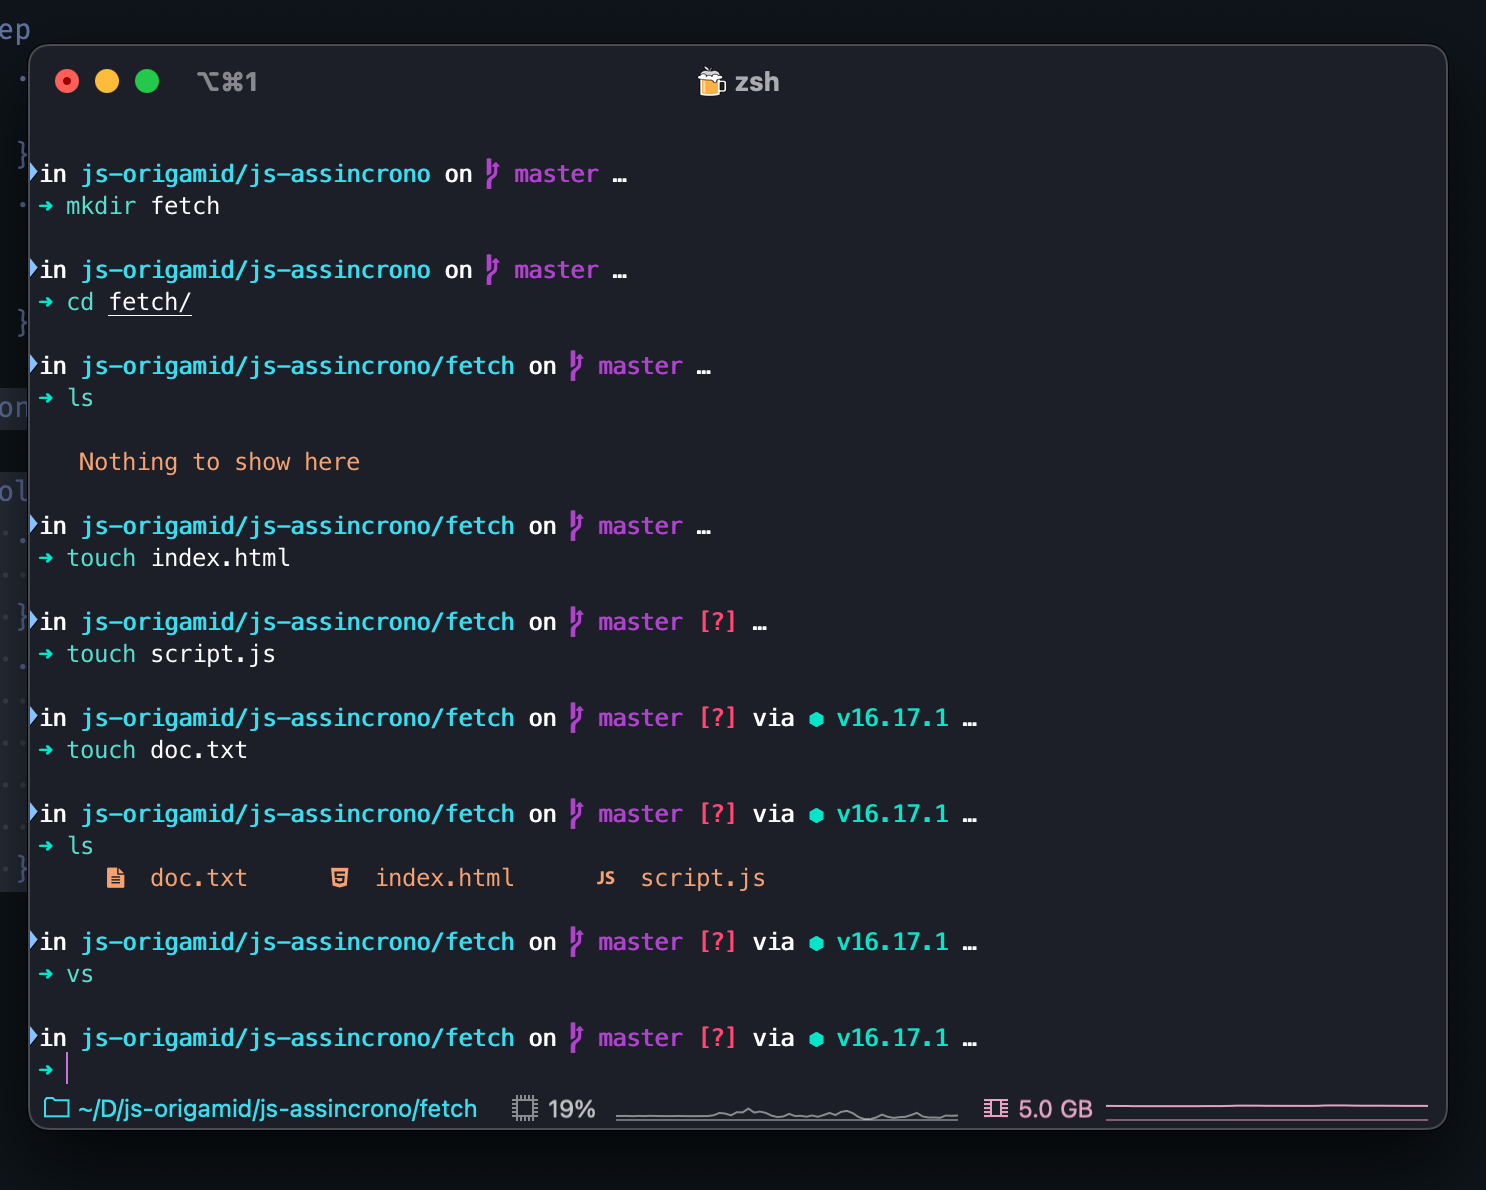 ep
⌥⌘1
zsh
in js-origamid/js-assincrono on master …
➜ mkdir fetch
in js-origamid/js-assincrono on master …
➜ cd fetch/
in js-origamid/js-assincrono/fetch on master …
➜ ls
Nothing to show here
in js-origamid/js-assincrono/fetch on master …
➜ touch index.html
in js-origamid/js-assincrono/fetch on master [?] …
➜ touch script.js
in js-origamid/js-assincrono/fetch on master [?] via ⬢ v16.17.1 …
➜ touch doc.txt
in js-origamid/js-assincrono/fetch on master [?] via ⬢ v16.17.1 …
➜ ls
doc.txt index.html JS script.js
in js-origamid/js-assincrono/fetch on master [?] via ⬢ v16.17.1 …
➜ vs
in js-origamid/js-assincrono/fetch on master [?] via ⬢ v16.17.1 …
➜
~/D/js-origamid/js-assincrono/fetch 19% 5.0 GB